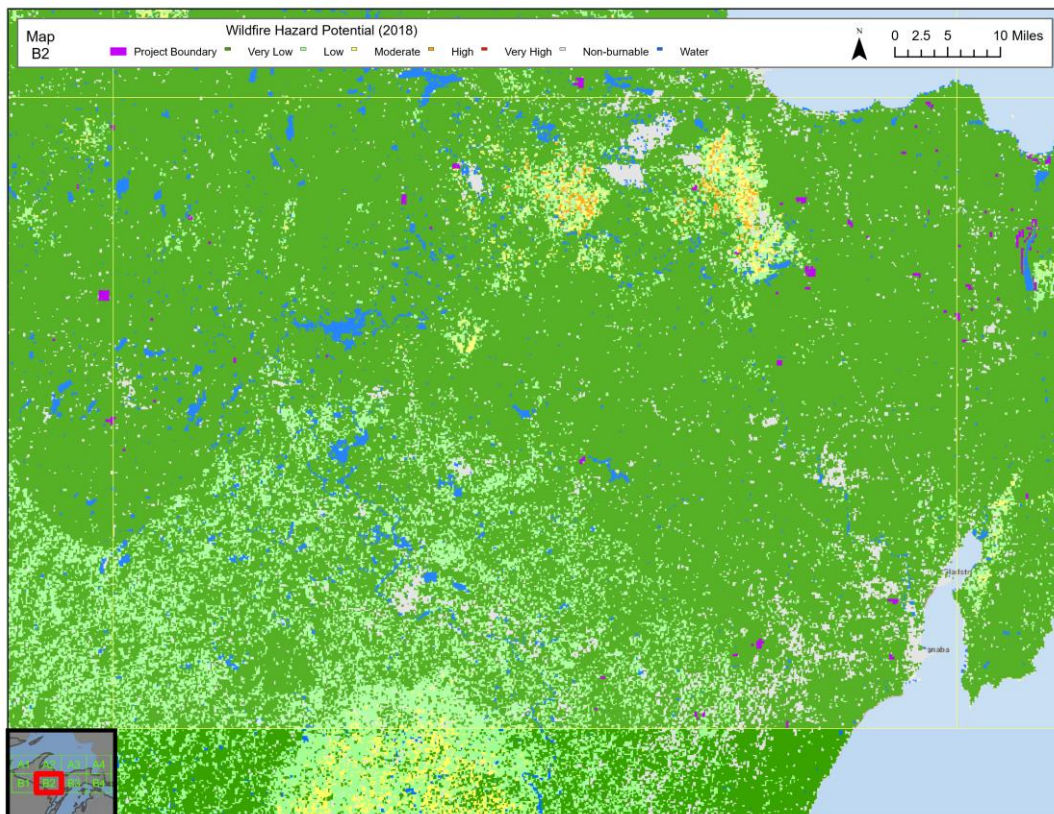 Map
B2
Wildfire Hazard Potential (2018)
Project Boundary Very Low Low Moderate High Very High Non-burnable Water
N
0 2.5 5 10 Miles
anaba
A1 A2 A3 A4
B1 B2 B3 B4